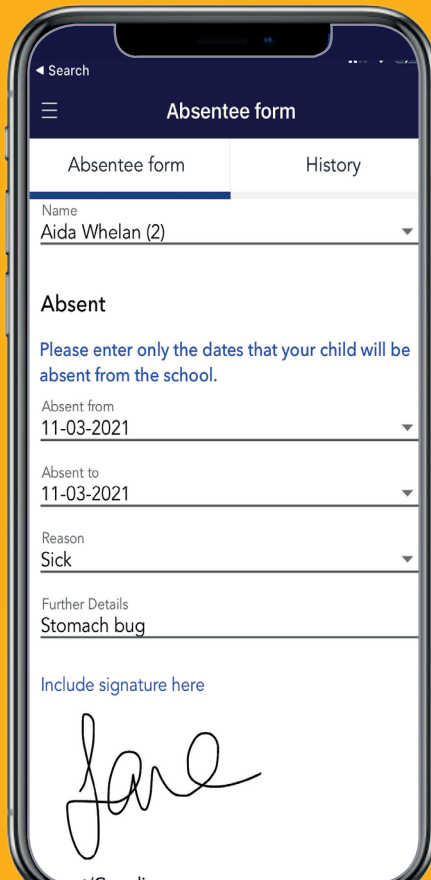 ◄ Search
Absentee form
Absentee form
History
Name
Aida Whelan (2)
Absent
Please enter only the dates that your child will be
absent from the school.
Absent from
11-03-2021
Absent to
11-03-2021
Reason
Sick
Further Details
Stomach bug
Include signature here
Jane